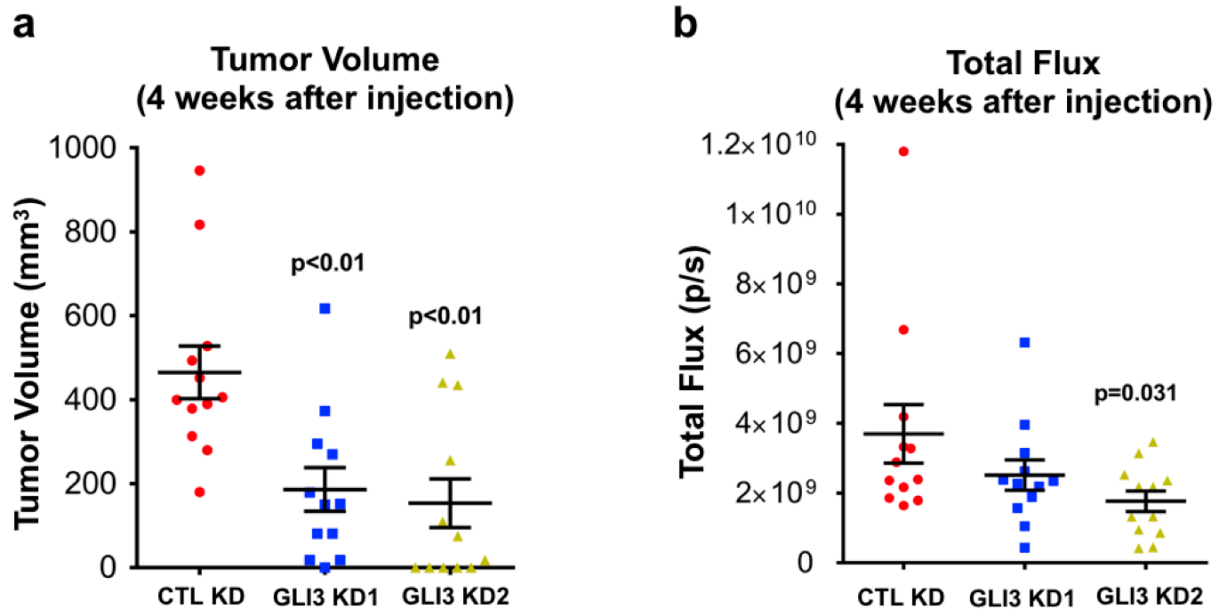 a
Tumor Volume
(4 weeks after injection)
Tumor Volume (mm³)
1000
800
600
400
200
0
p<0.01
p<0.01
CTL KD
GLI3 KD1
GLI3 KD2
b
Total Flux
(4 weeks after injection)
Total Flux (p/s)
1.2×10¹⁰
1×10¹⁰
8×10⁹
6×10⁹
4×10⁹
2×10⁹
0
p=0.031
CTL KD
GLI3 KD1
GLI3 KD2